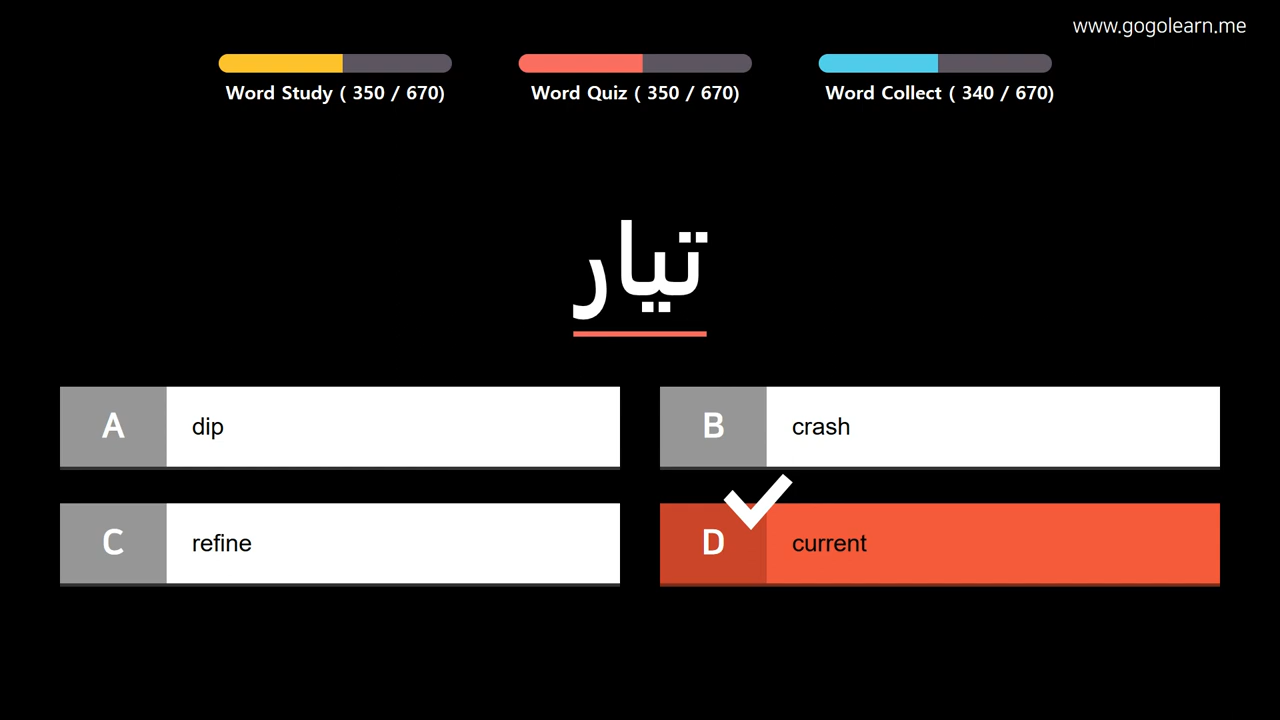 www.gogolearn.me
Word Study ( 350 / 670)
Word Quiz ( 350 / 670)
Word Collect ( 340 / 670)
تيار
A dip
B crash
C refine
D current